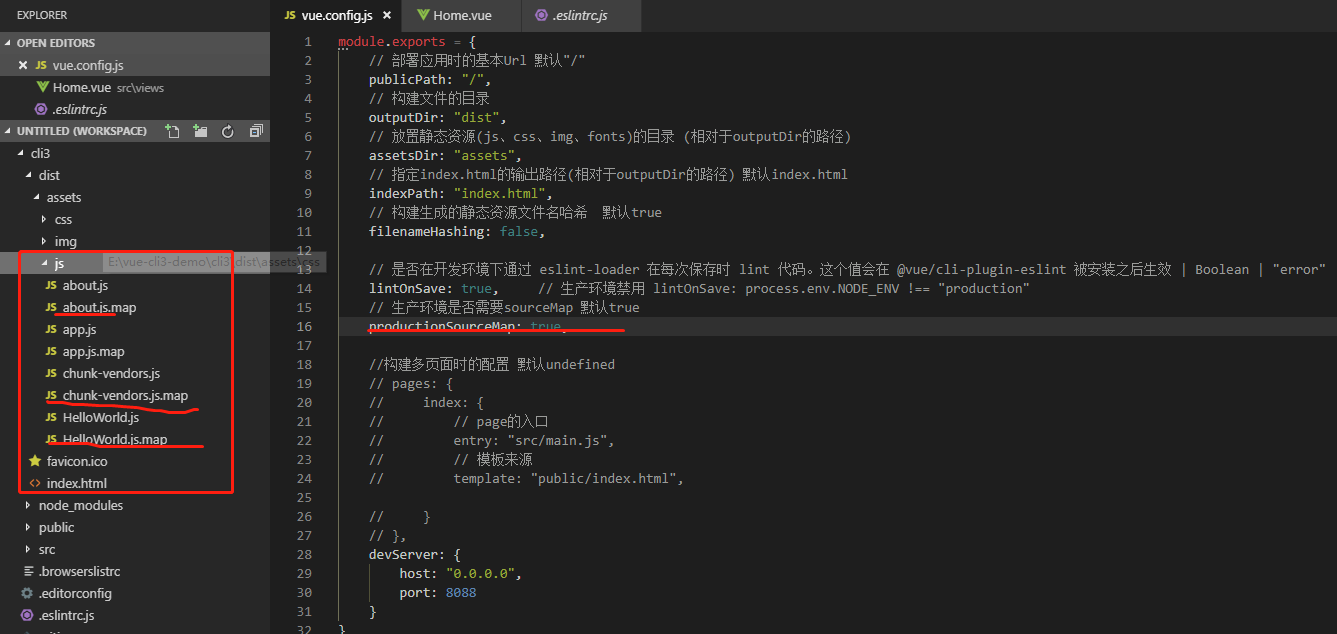 EXPLORER
OPEN EDITORS
JS vue.config.js
Home.vue src\views
.eslintrc.js
UNTITLED (WORKSPACE)
cli3
dist
assets
css
img
js E:\vue-cli3-demo\cli3\dist\assets\css
JS about.js
JS about.js.map
JS app.js
JS app.js.map
JS chunk-vendors.js
JS chunk-vendors.js.map
JS HelloWorld.js
JS HelloWorld.js.map
favicon.ico
<> index.html
node_modules
public
src
.browserslistrc
.editorconfig
.eslintrc.js
JS vue.config.js Home.vue .eslintrc.js
1 module.exports = {
2 // 部署应用时的基本Url 默认"/"
3 publicPath: "/",
4 // 构建文件的目录
5 outputDir: "dist",
6 // 放置静态资源(js、css、img、fonts)的目录 (相对于outputDir的路径)
7 assetsDir: "assets",
8 // 指定index.html的输出路径(相对于outputDir的路径) 默认index.html
9 indexPath: "index.html",
10 // 构建生成的静态资源文件名哈希 默认true
11 filenameHashing: false,
12
13 // 是否在开发环境下通过 eslint-loader 在每次保存时 lint 代码。这个值会在 @vue/cli-plugin-eslint 被安装之后生效 | Boolean | "error"
14 lintOnSave: true, // 生产环境禁用 lintOnSave: process.env.NODE_ENV !== "production"
15 // 生产环境是否需要sourceMap 默认true
16 productionSourceMap: true,
17
18 //构建多页面时的配置 默认undefined
19 // pages: {
20 // index: {
21 // // page的入口
22 // entry: "src/main.js",
23 // // 模板来源
24 // template: "public/index.html",
25
26 // }
27 // },
28 devServer: {
29 host: "0.0.0.0",
30 port: 8088
31 }
32 }